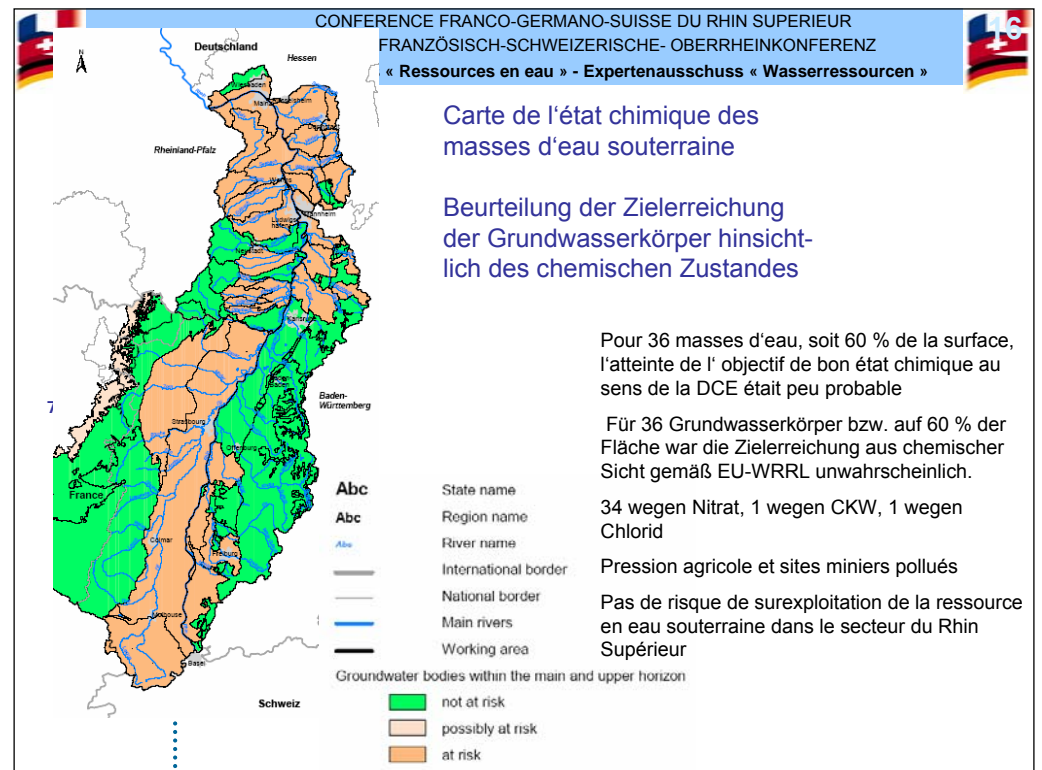 CONFERENCE FRANCO-GERMANO-SUISSE DU RHIN SUPERIEUR
FRANZÖSISCH-SCHWEIZERISCHE- OBERRHEINKONFERENZ
« Ressources en eau » - Expertenausschuss « Wasserressourcen »
16
Carte de l‘état chimique des
masses d‘eau souterraine
Beurteilung der Zielerreichung
der Grundwasserkörper hinsicht-
lich des chemischen Zustandes
Pour 36 masses d‘eau, soit 60 % de la surface,
l‘atteinte de l‘ objectif de bon état chimique au
sens de la DCE était peu probable
Für 36 Grundwasserkörper bzw. auf 60 % der
Fläche war die Zielerreichung aus chemischer
Sicht gemäß EU-WRRL unwahrscheinlich.
34 wegen Nitrat, 1 wegen CKW, 1 wegen
Chlorid
Pression agricole et sites miniers pollués
Pas de risque de surexploitation de la ressource
en eau souterraine dans le secteur du Rhin
Supérieur
N
Deutschland
Hessen
Wiesbaden
Rheinland-Pfalz
Neustadt
Karlsruhe
Baden-
Württemberg
Strasbourg
Offenburg
France
Colmar
Freiburg
Mulhouse
Basel
Schweiz
7
Abc State name
Abc Region name
Abc River name
International border
National border
Main rivers
Working area
Groundwater bodies within the main and upper horizon
not at risk
possibly at risk
at risk